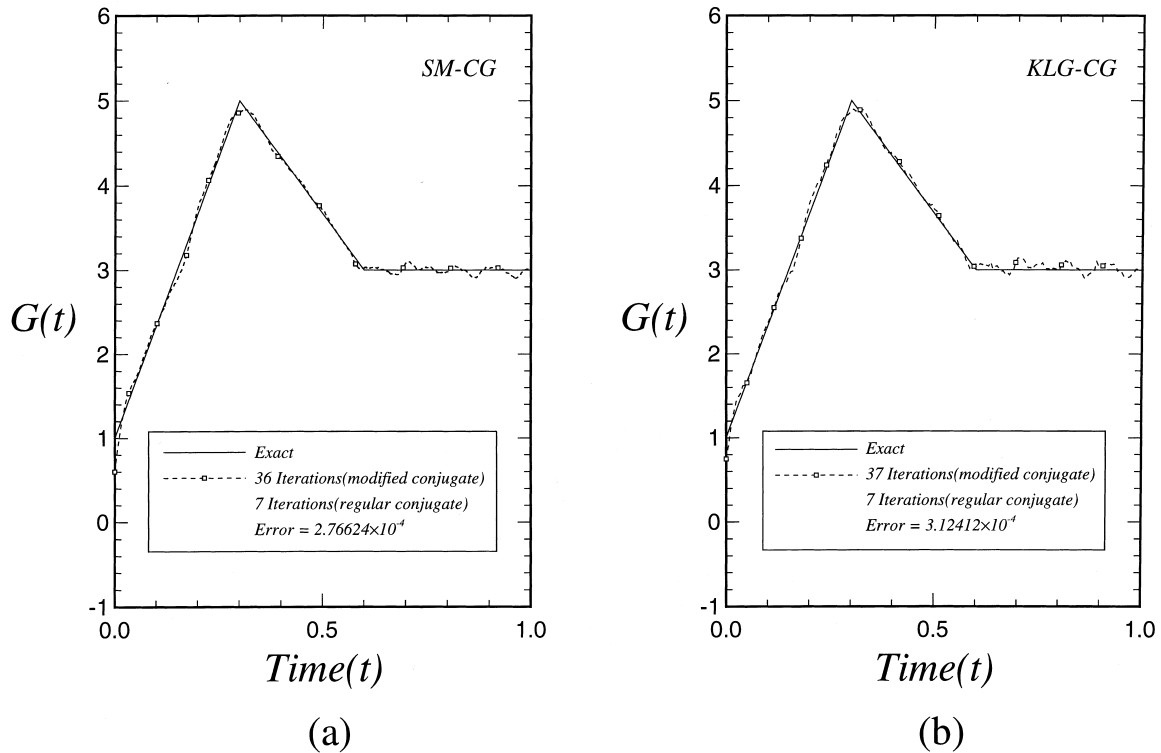 6
5
4
3
2
1
0
-1
G(t)
SM-CG
Exact
36 Iterations(modified conjugate)
7 Iterations(regular conjugate)
Error = 2.76624×10⁻⁴
0.0
0.5
1.0
Time(t)
(a)
6
5
4
3
2
1
0
-1
G(t)
KLG-CG
Exact
37 Iterations(modified conjugate)
7 Iterations(regular conjugate)
Error = 3.12412×10⁻⁴
0.0
0.5
1.0
Time(t)
(b)